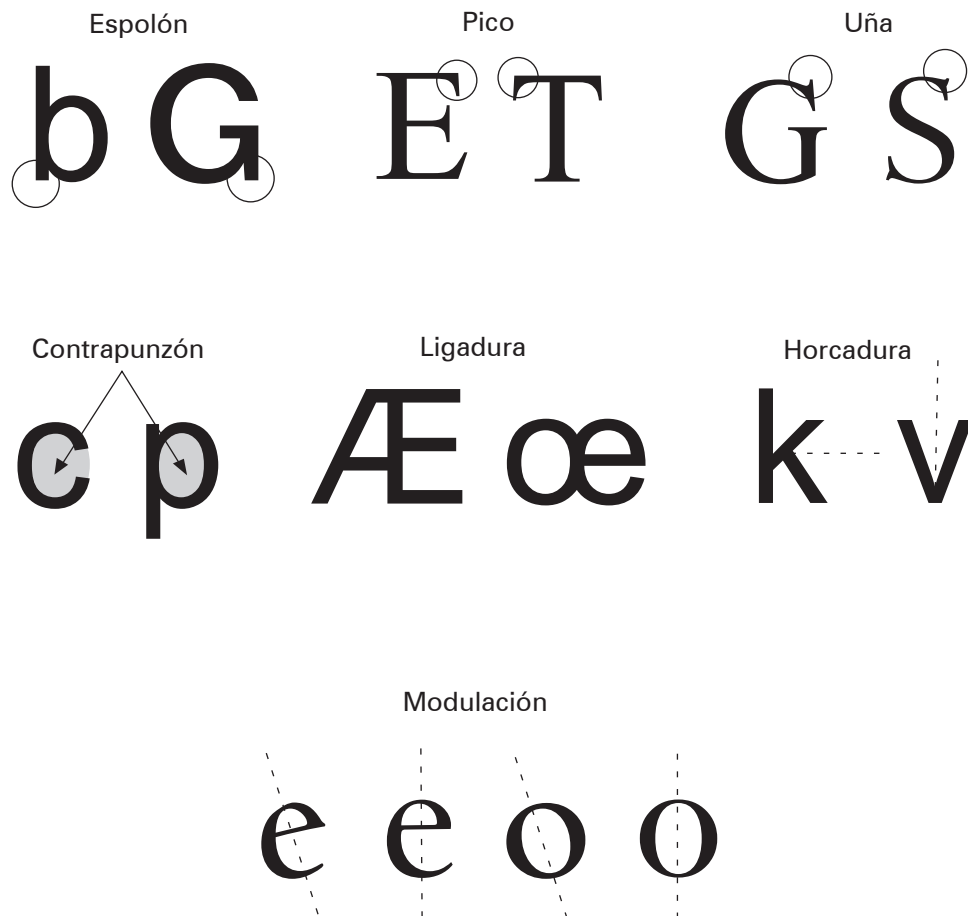 Espolón Pico Uña
b G E T G S
Contrapunzón Ligadura Horcadura
c p Æ œ k v
Modulación
e e o o